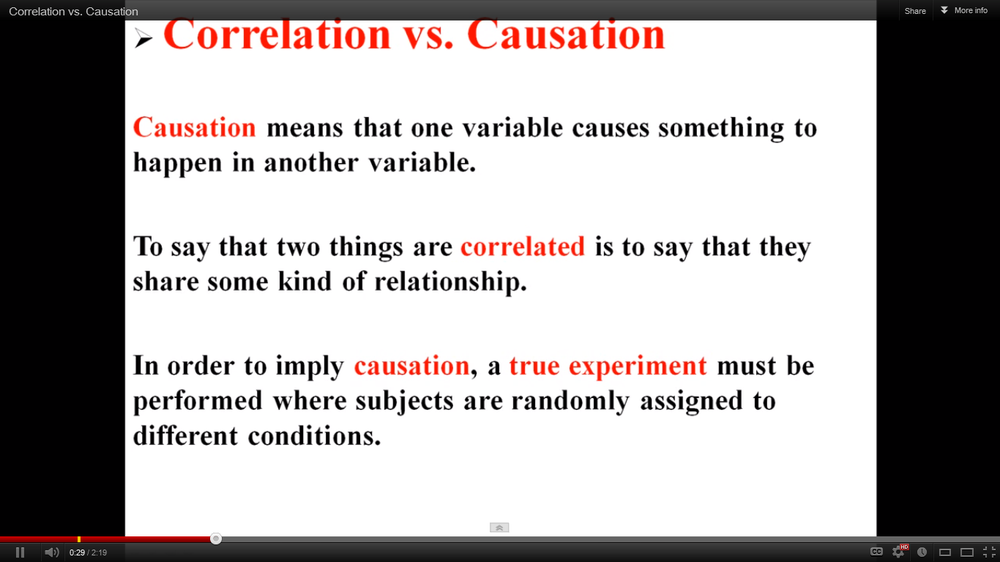 Correlation vs. Causation
Share
More info
Correlation vs. Causation
Causation means that one variable causes something to
happen in another variable.
To say that two things are correlated is to say that they
share some kind of relationship.
In order to imply causation, a true experiment must be
performed where subjects are randomly assigned to
different conditions.
0:29 / 2:19
CC
HD